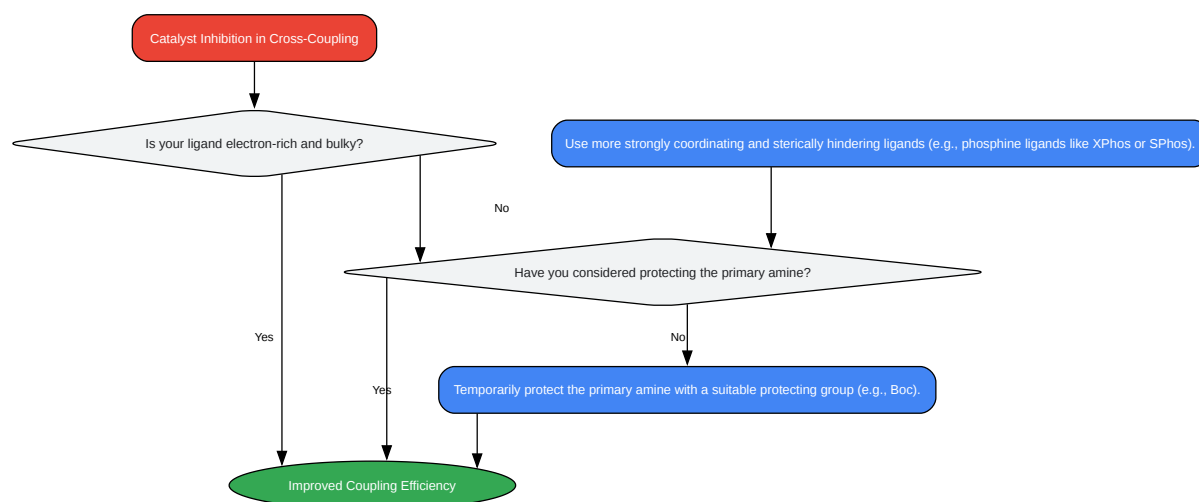 Catalyst Inhibition in Cross-Coupling
Is your ligand electron-rich and bulky?
Use more strongly coordinating and sterically hindering ligands (e.g., phosphine ligands like XPhos or SPhos).
No
Have you considered protecting the primary amine?
Yes
No
Yes
Temporarily protect the primary amine with a suitable protecting group (e.g., Boc).
Improved Coupling Efficiency